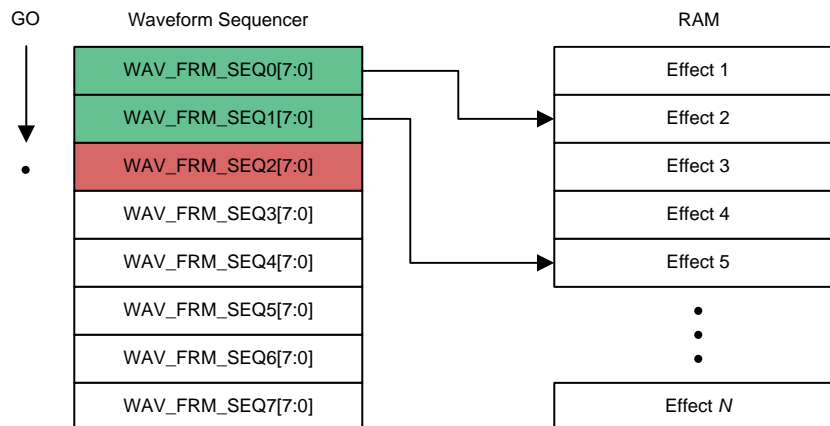 GO
Waveform Sequencer
RAM
WAV_FRM_SEQ0[7:0]
WAV_FRM_SEQ1[7:0]
WAV_FRM_SEQ2[7:0]
WAV_FRM_SEQ3[7:0]
WAV_FRM_SEQ4[7:0]
WAV_FRM_SEQ5[7:0]
WAV_FRM_SEQ6[7:0]
WAV_FRM_SEQ7[7:0]
Effect 1
Effect 2
Effect 3
Effect 4
Effect 5
Effect N